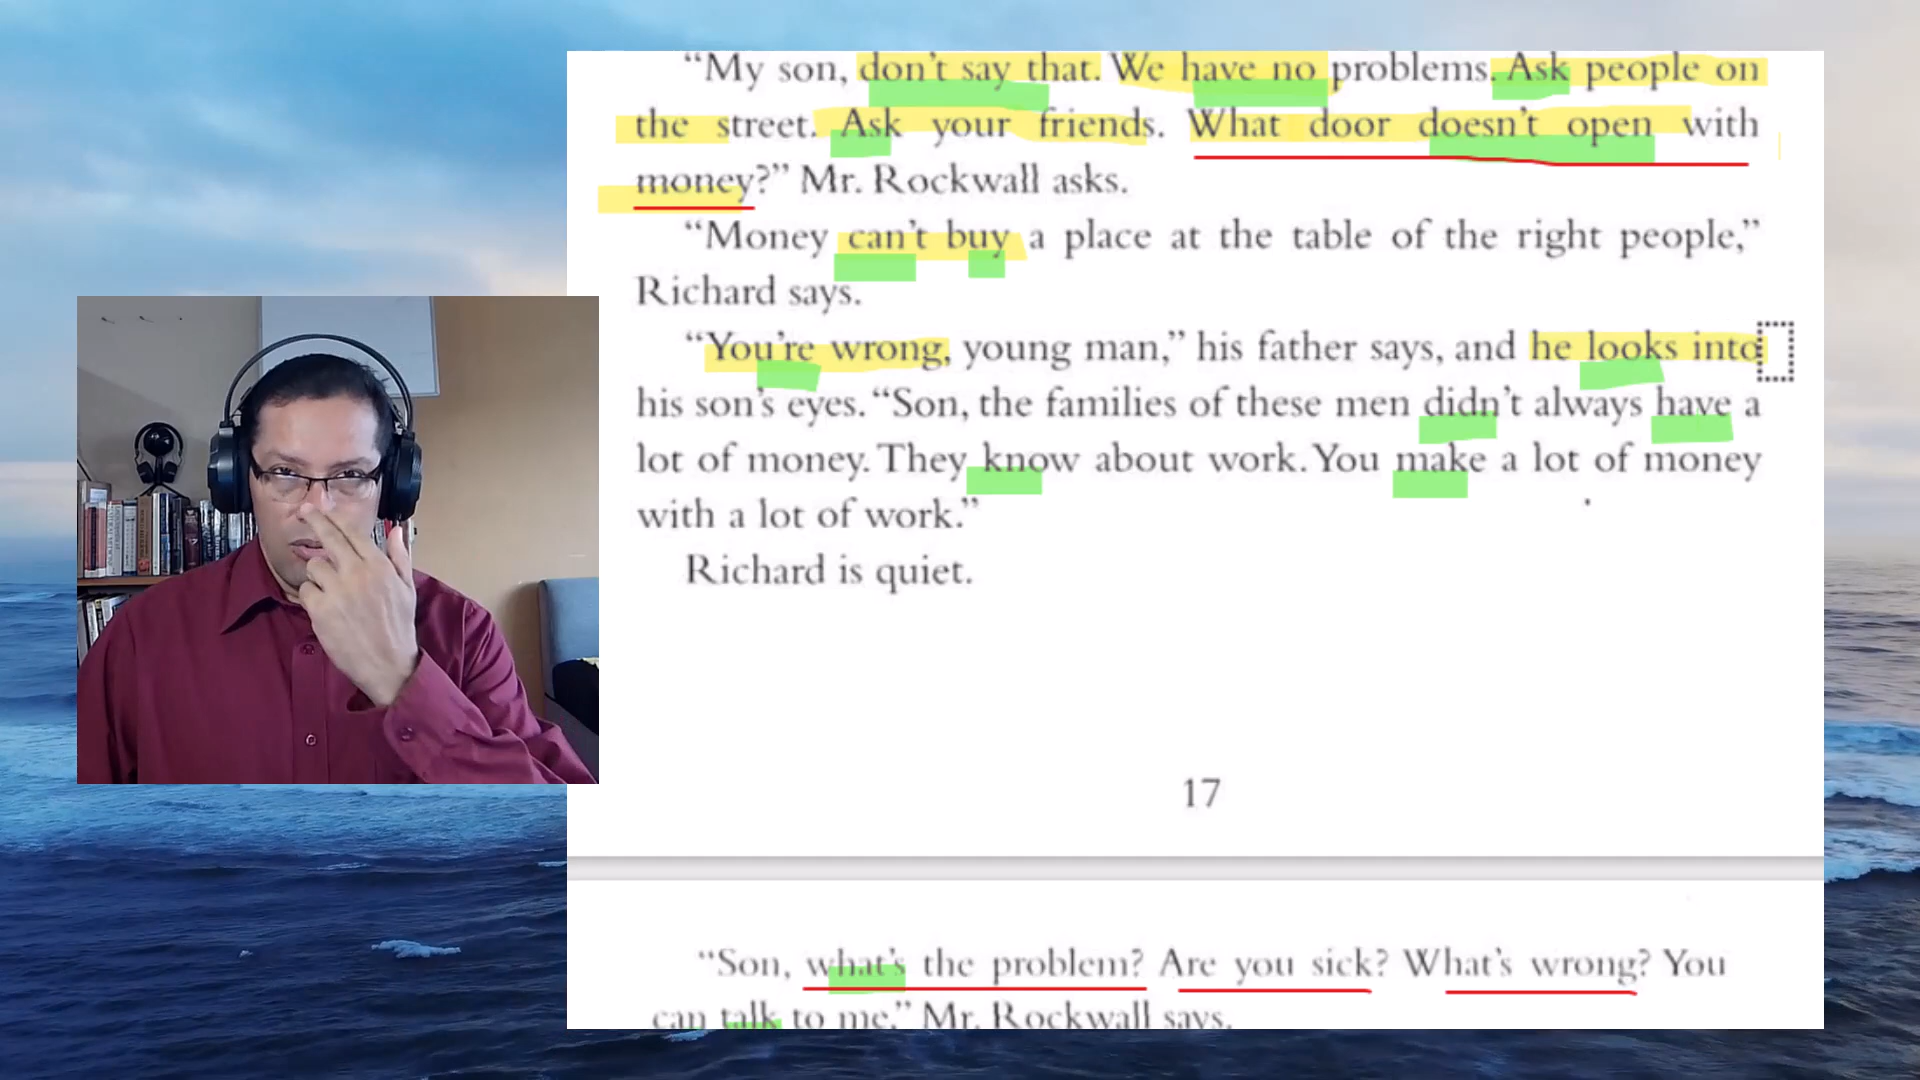 “My son, don’t say that. We have no problems. Ask people on
the street. Ask your friends. What door doesn’t open with
money?” Mr. Rockwall asks.
“Money can’t buy a place at the table of the right people,”
Richard says.
“You’re wrong, young man,” his father says, and he looks into
his son’s eyes. “Son, the families of these men didn’t always have a
lot of money. They know about work. You make a lot of money
with a lot of work.”
Richard is quiet.
17
“Son, what’s the problem? Are you sick? What’s wrong? You
can talk to me,” Mr. Rockwall says.